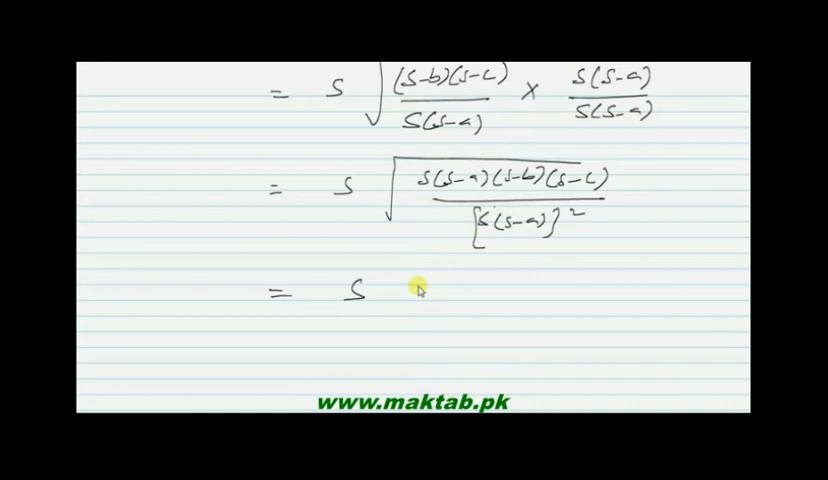 = s √ (s-b)(s-c) / s(s-a) × s(s-a) / s(s-a)
= s √ s(s-a)(s-b)(s-c) / [s(s-a)]²
= s
www.maktab.pk